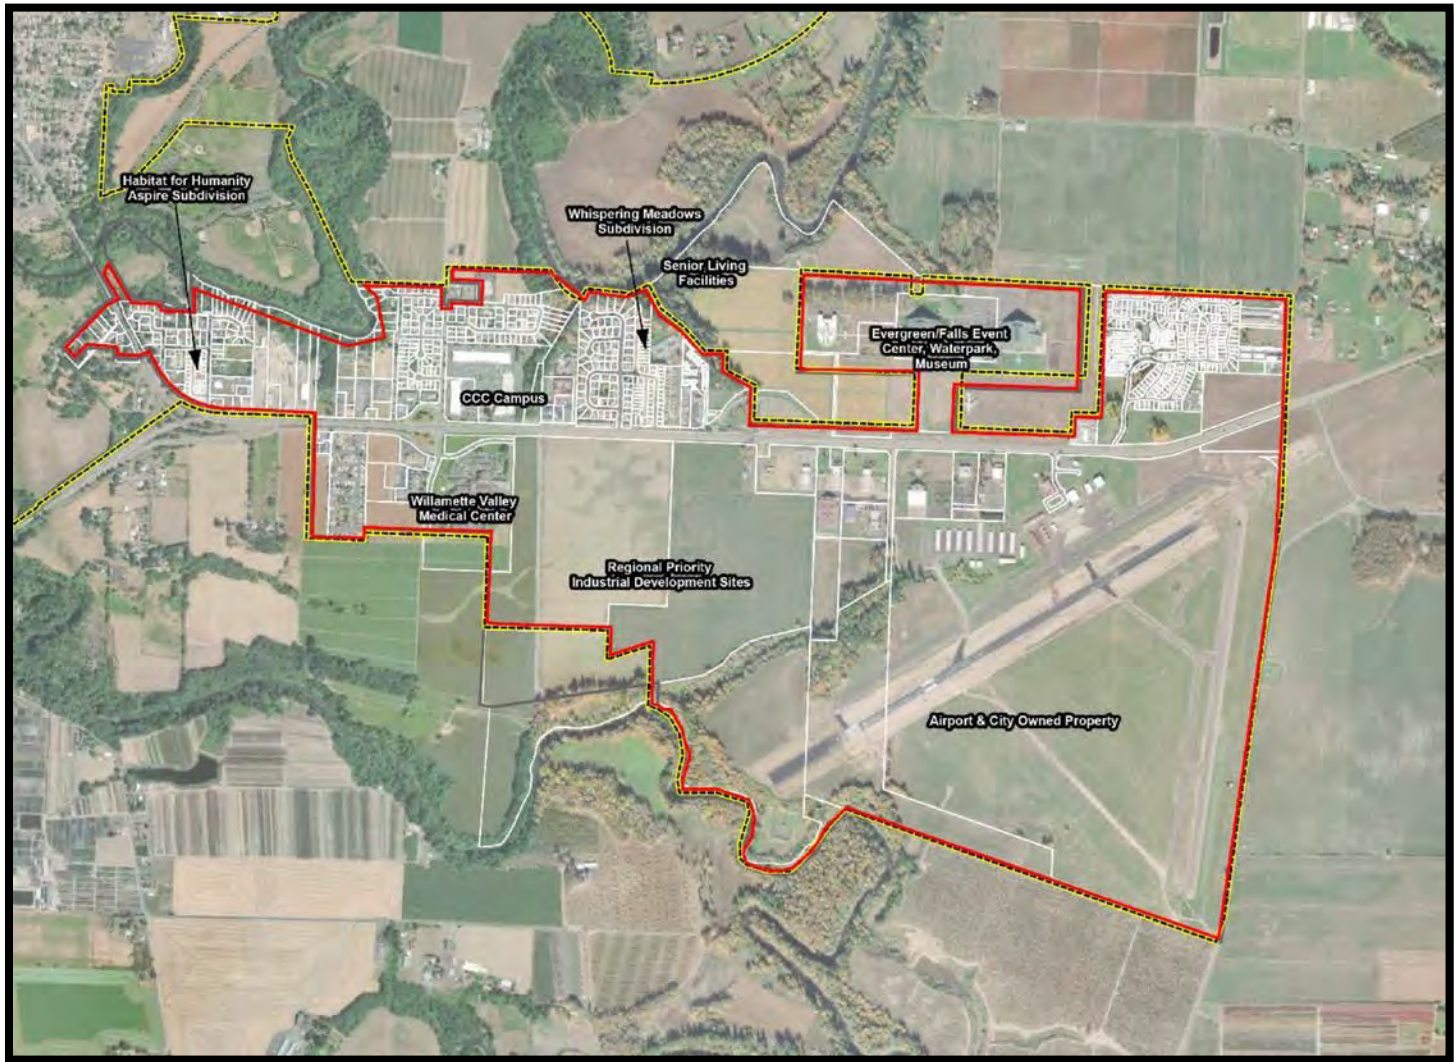 Habitat for Humanity
Aspire Subdivision
Whispering Meadows
Subdivision
Senior Living
Facilities
Evergreen/Falls Event
Center, Waterpark,
Museum
CCC Campus
Willamette Valley
Medical Center
Regional Priority
Industrial Development Sites
Airport & City Owned Property